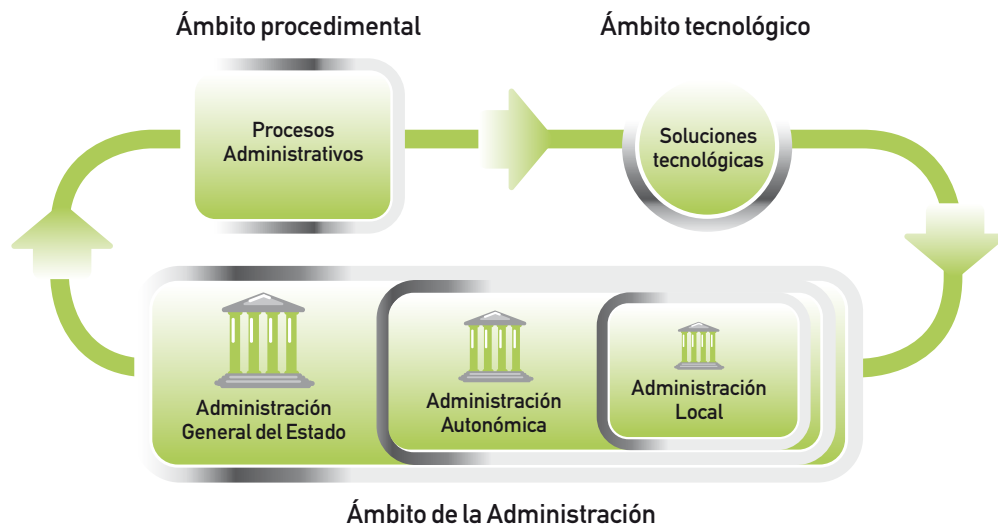 Ámbito procedimental
Ámbito tecnológico
Procesos
Administrativos
Soluciones
tecnológicas
Administración
General del Estado
Administración
Autonómica
Administración
Local
Ámbito de la Administración